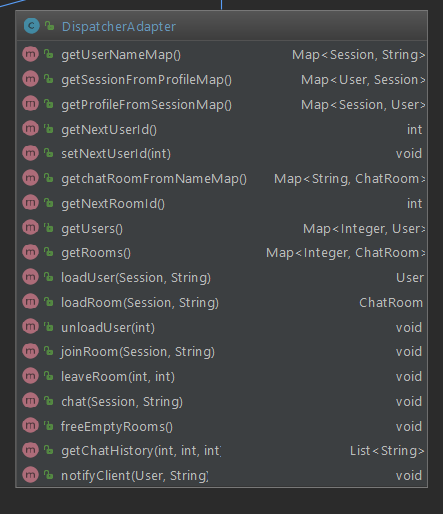 DispatcherAdapter
getUserNameMap() Map<Session, String>
getSessionFromProfileMap() Map<User, Session>
getProfileFromSessionMap() Map<Session, User>
getNextUserId() int
setNextUserId(int) void
getchatRoomFromNameMap() Map<String, ChatRoom>
getNextRoomId() int
getUsers() Map<Integer, User>
getRooms() Map<Integer, ChatRoom>
loadUser(Session, String) User
loadRoom(Session, String) ChatRoom
unloadUser(int) void
joinRoom(Session, String) void
leaveRoom(int, int) void
chat(Session, String) void
freeEmptyRooms() void
getChatHistory(int, int, int) List<String>
notifyClient(User, String) void